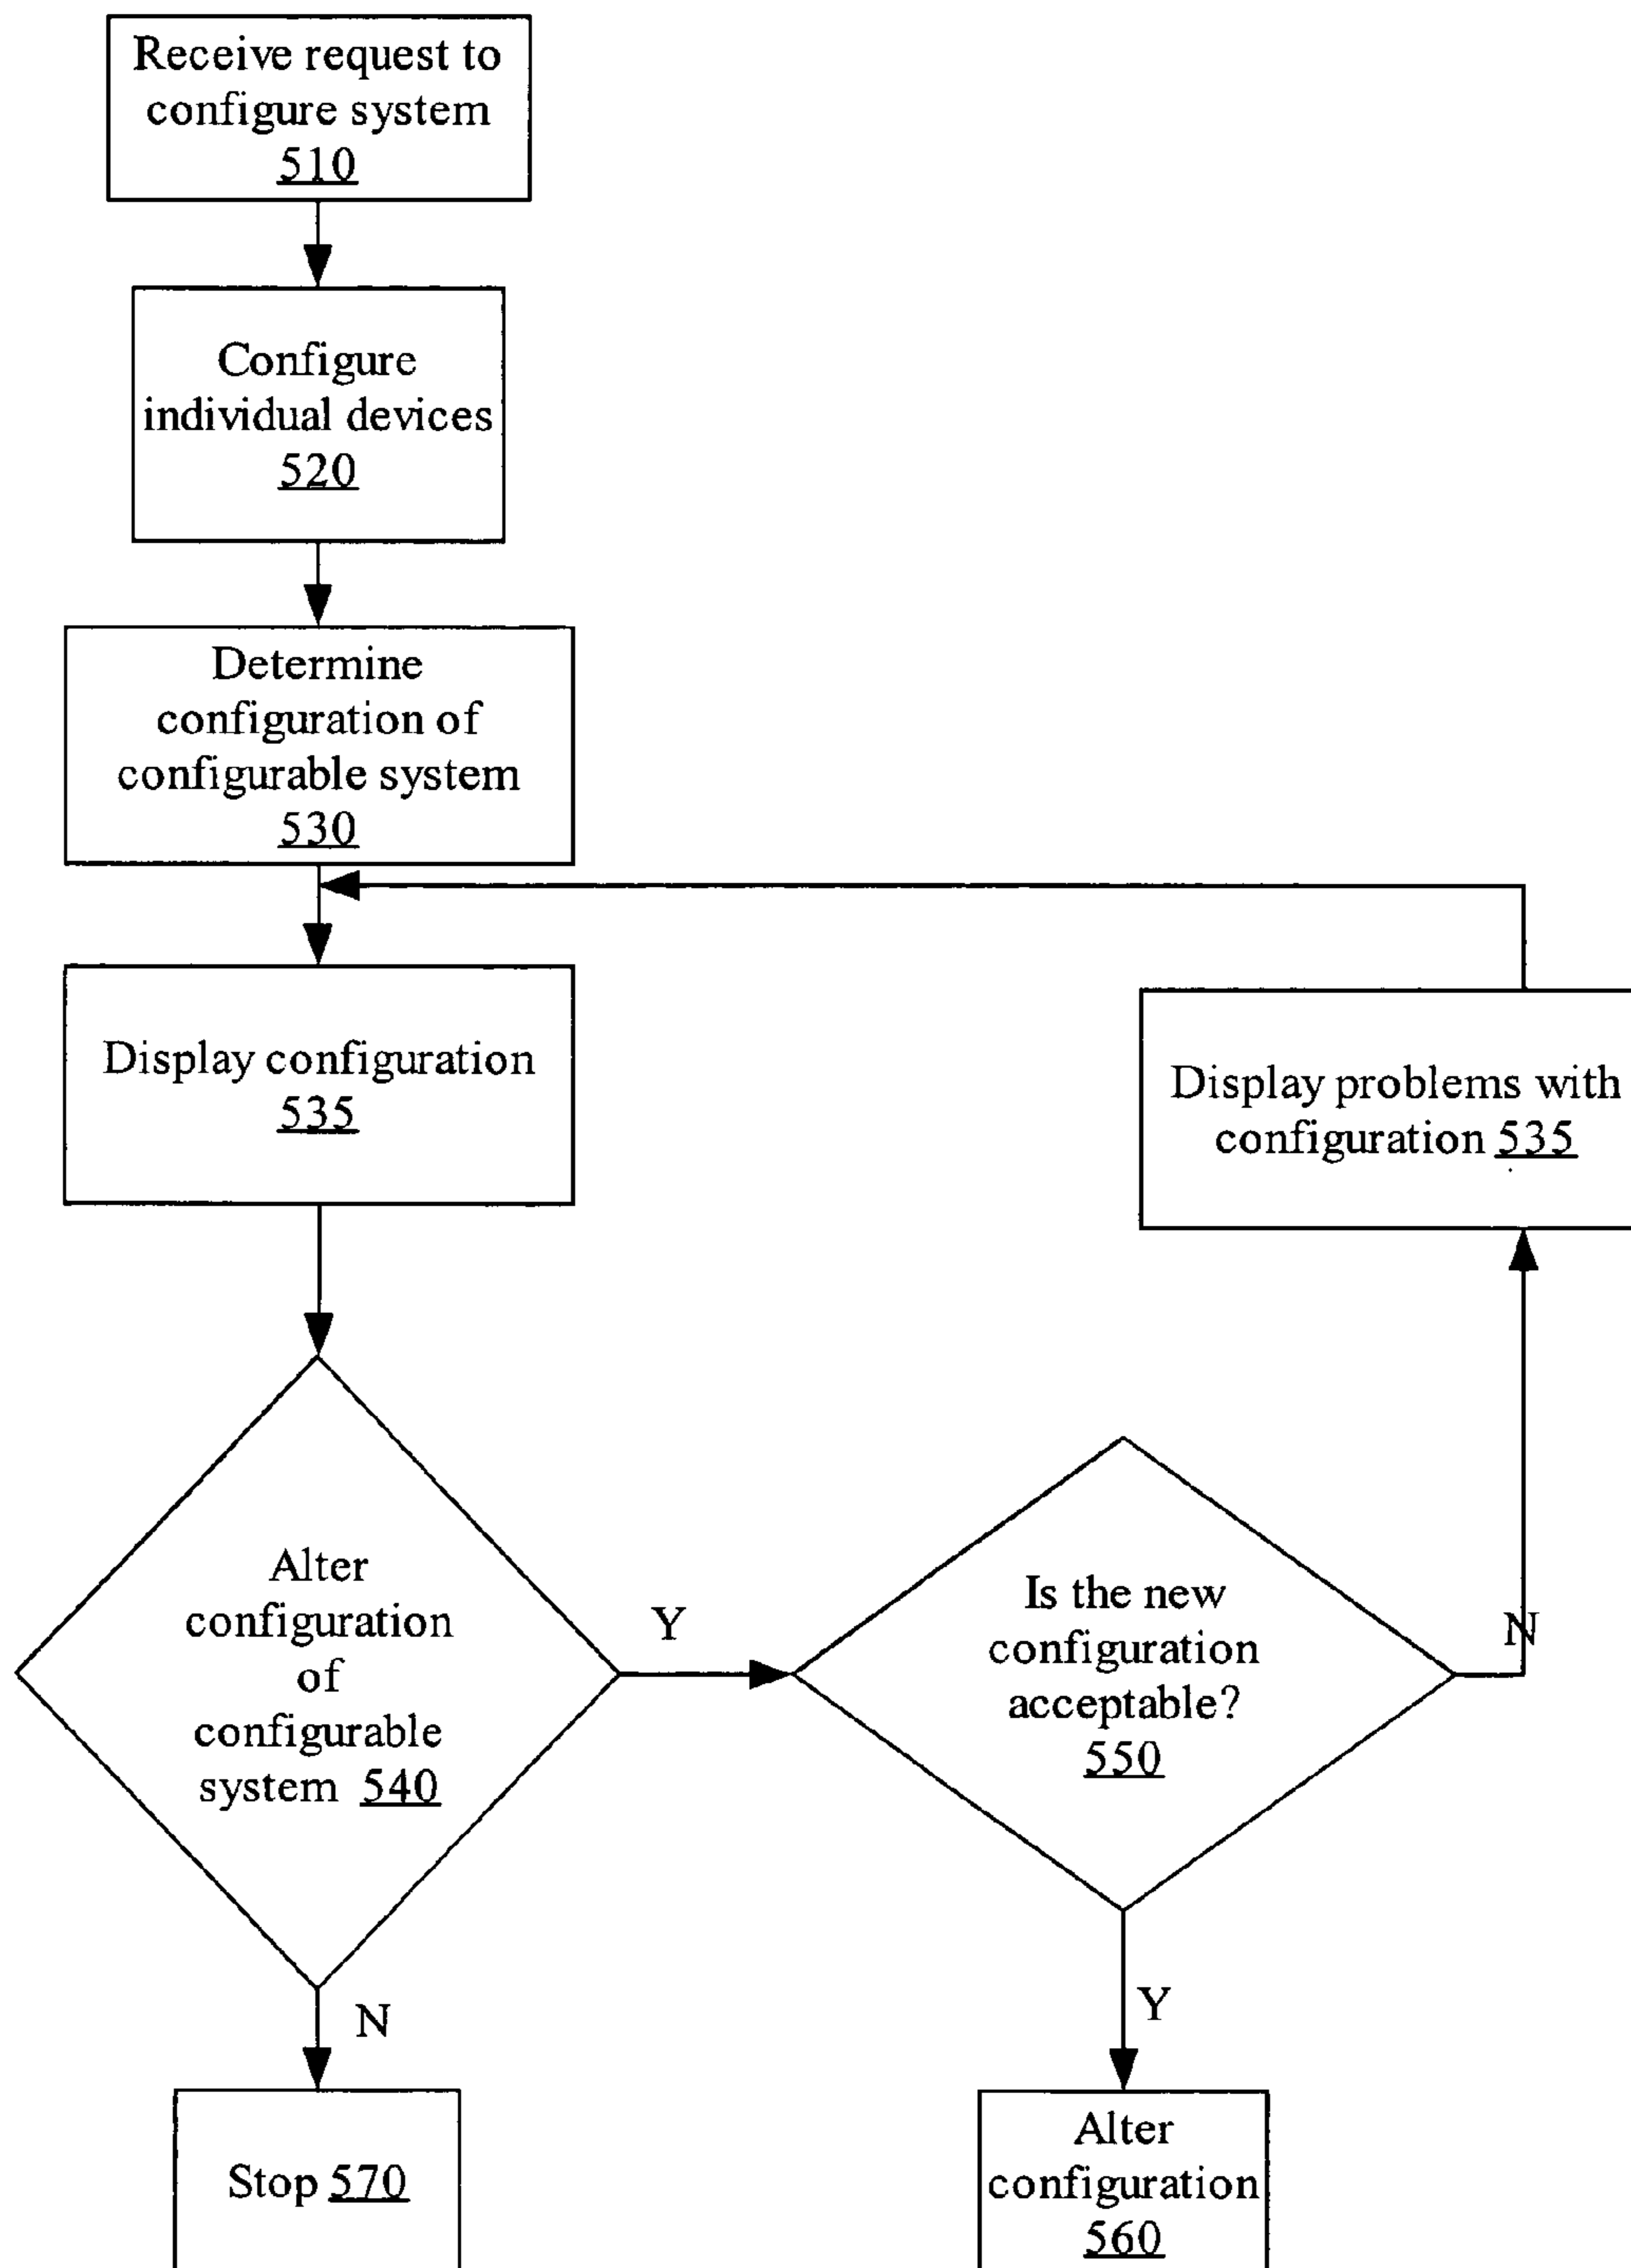 Receive request to
configure system
510
Configure
individual devices
520
Determine
configuration of
configurable system
530
Display configuration
535
Display problems with
configuration 535
Alter
configuration
of
configurable
system 540
Y
Is the new
configuration
acceptable?
550
N
N
Y
Stop 570
Alter
configuration
560